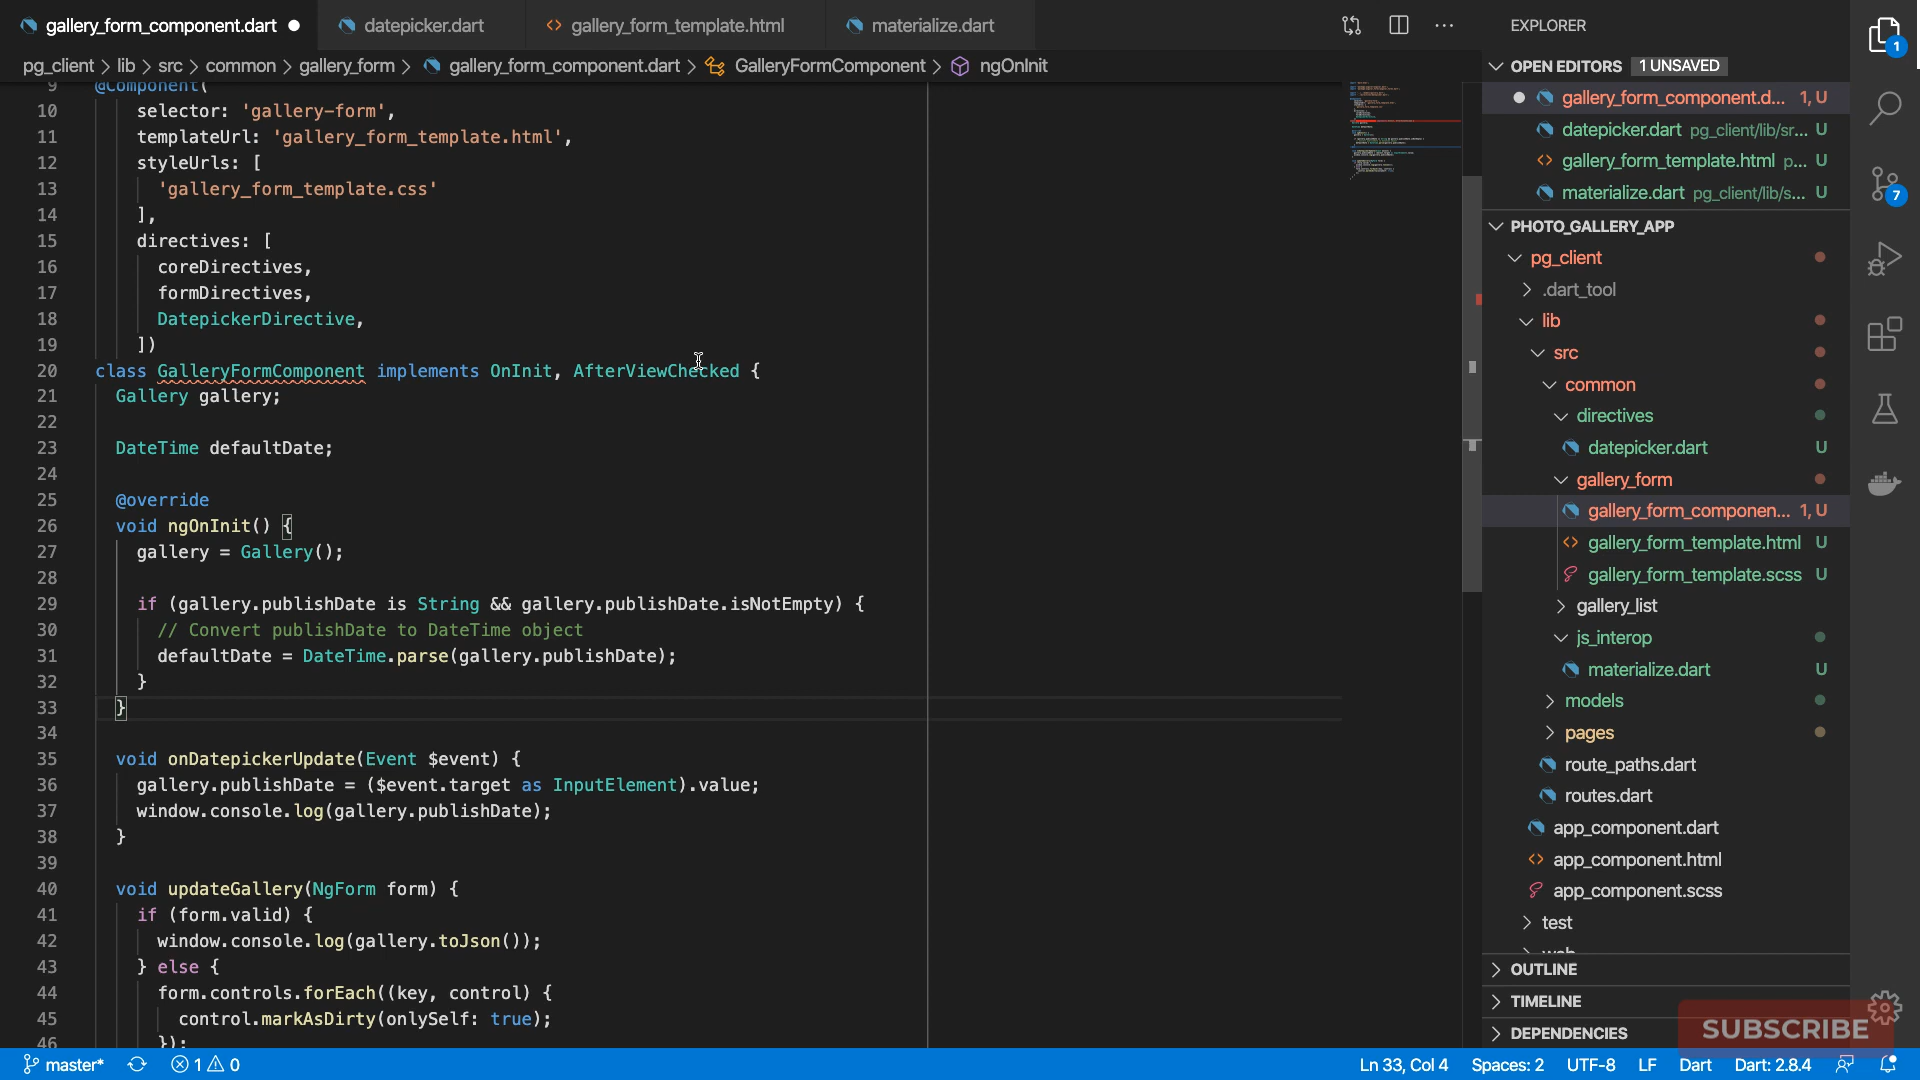 gallery_form_component.dart
datepicker.dart
gallery_form_template.html
materialize.dart
EXPLORER
pg_client > lib > src > common > gallery_form > gallery_form_component.dart > GalleryFormComponent > ngOnInit
9 @Component(
10 selector: 'gallery-form',
11 templateUrl: 'gallery_form_template.html',
12 styleUrls: [
13 'gallery_form_template.css'
14 ],
15 directives: [
16 coreDirectives,
17 formDirectives,
18 DatepickerDirective,
19 ])
20 class GalleryFormComponent implements OnInit, AfterViewChecked {
21 Gallery gallery;
22
23 DateTime defaultDate;
24
25 @override
26 void ngOnInit() {
27 gallery = Gallery();
28
29 if (gallery.publishDate is String && gallery.publishDate.isNotEmpty) {
30 // Convert publishDate to DateTime object
31 defaultDate = DateTime.parse(gallery.publishDate);
32 }
33 }
34
35 void onDatepickerUpdate(Event $event) {
36 gallery.publishDate = ($event.target as InputElement).value;
37 window.console.log(gallery.publishDate);
38 }
39
40 void updateGallery(NgForm form) {
41 if (form.valid) {
42 window.console.log(gallery.toJson());
43 } else {
44 form.controls.forEach((key, control) {
45 control.markAsDirty(onlySelf: true);
46 });
OPEN EDITORS 1 UNSAVED
gallery_form_component.d... 1, U
datepicker.dart pg_client/lib/sr... U
gallery_form_template.html p... U
materialize.dart pg_client/lib/s... U
PHOTO_GALLERY_APP
pg_client
.dart_tool
lib
src
common
directives
datepicker.dart U
gallery_form
gallery_form_componen... 1, U
gallery_form_template.html U
gallery_form_template.scss U
gallery_list
js_interop
materialize.dart U
models
pages
route_paths.dart
routes.dart
app_component.dart
app_component.html
app_component.scss
test
web
OUTLINE
TIMELINE
DEPENDENCIES
1
7
SUBSCRIBE
master* 1 0 Ln 33, Col 4 Spaces: 2 UTF-8 LF Dart Dart: 2.8.4